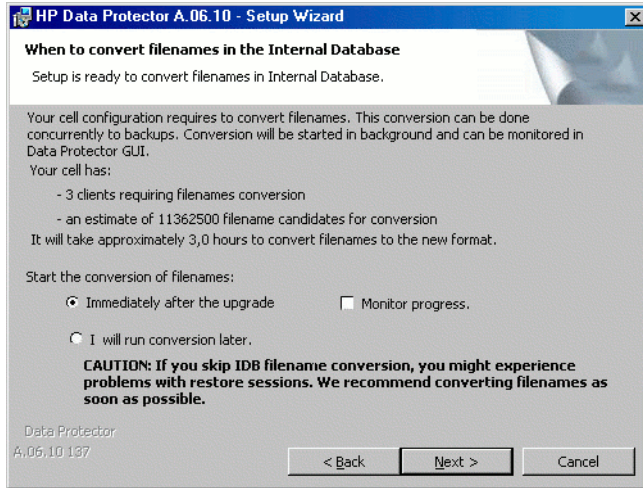 HP Data Protector A.06.10 - Setup Wizard
When to convert filenames in the Internal Database
Setup is ready to convert filenames in Internal Database.
Your cell configuration requires to convert filenames. This conversion can be done
concurrently to backups. Conversion will be started in background and can be monitored in
Data Protector GUI.
Your cell has:
- 3 clients requiring filenames conversion
- an estimate of 11362500 filename candidates for conversion
It will take approximately 3,0 hours to convert filenames to the new format.
Start the conversion of filenames:
Immediately after the upgrade Monitor progress.
I will run conversion later.
CAUTION: If you skip IDB filename conversion, you might experience
problems with restore sessions. We recommend converting filenames as
soon as possible.
Data Protector
A.06.10 137
< Back Next > Cancel